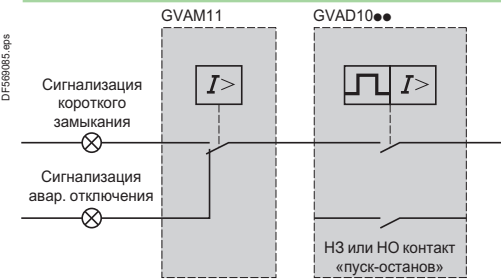 GVAM11
GVAD10●●
DF569085.eps
I>
I>
Сигнализация
короткого
замыкания
Сигнализация
авар. отключения
НЗ или НО контакт
«пуск-останов»